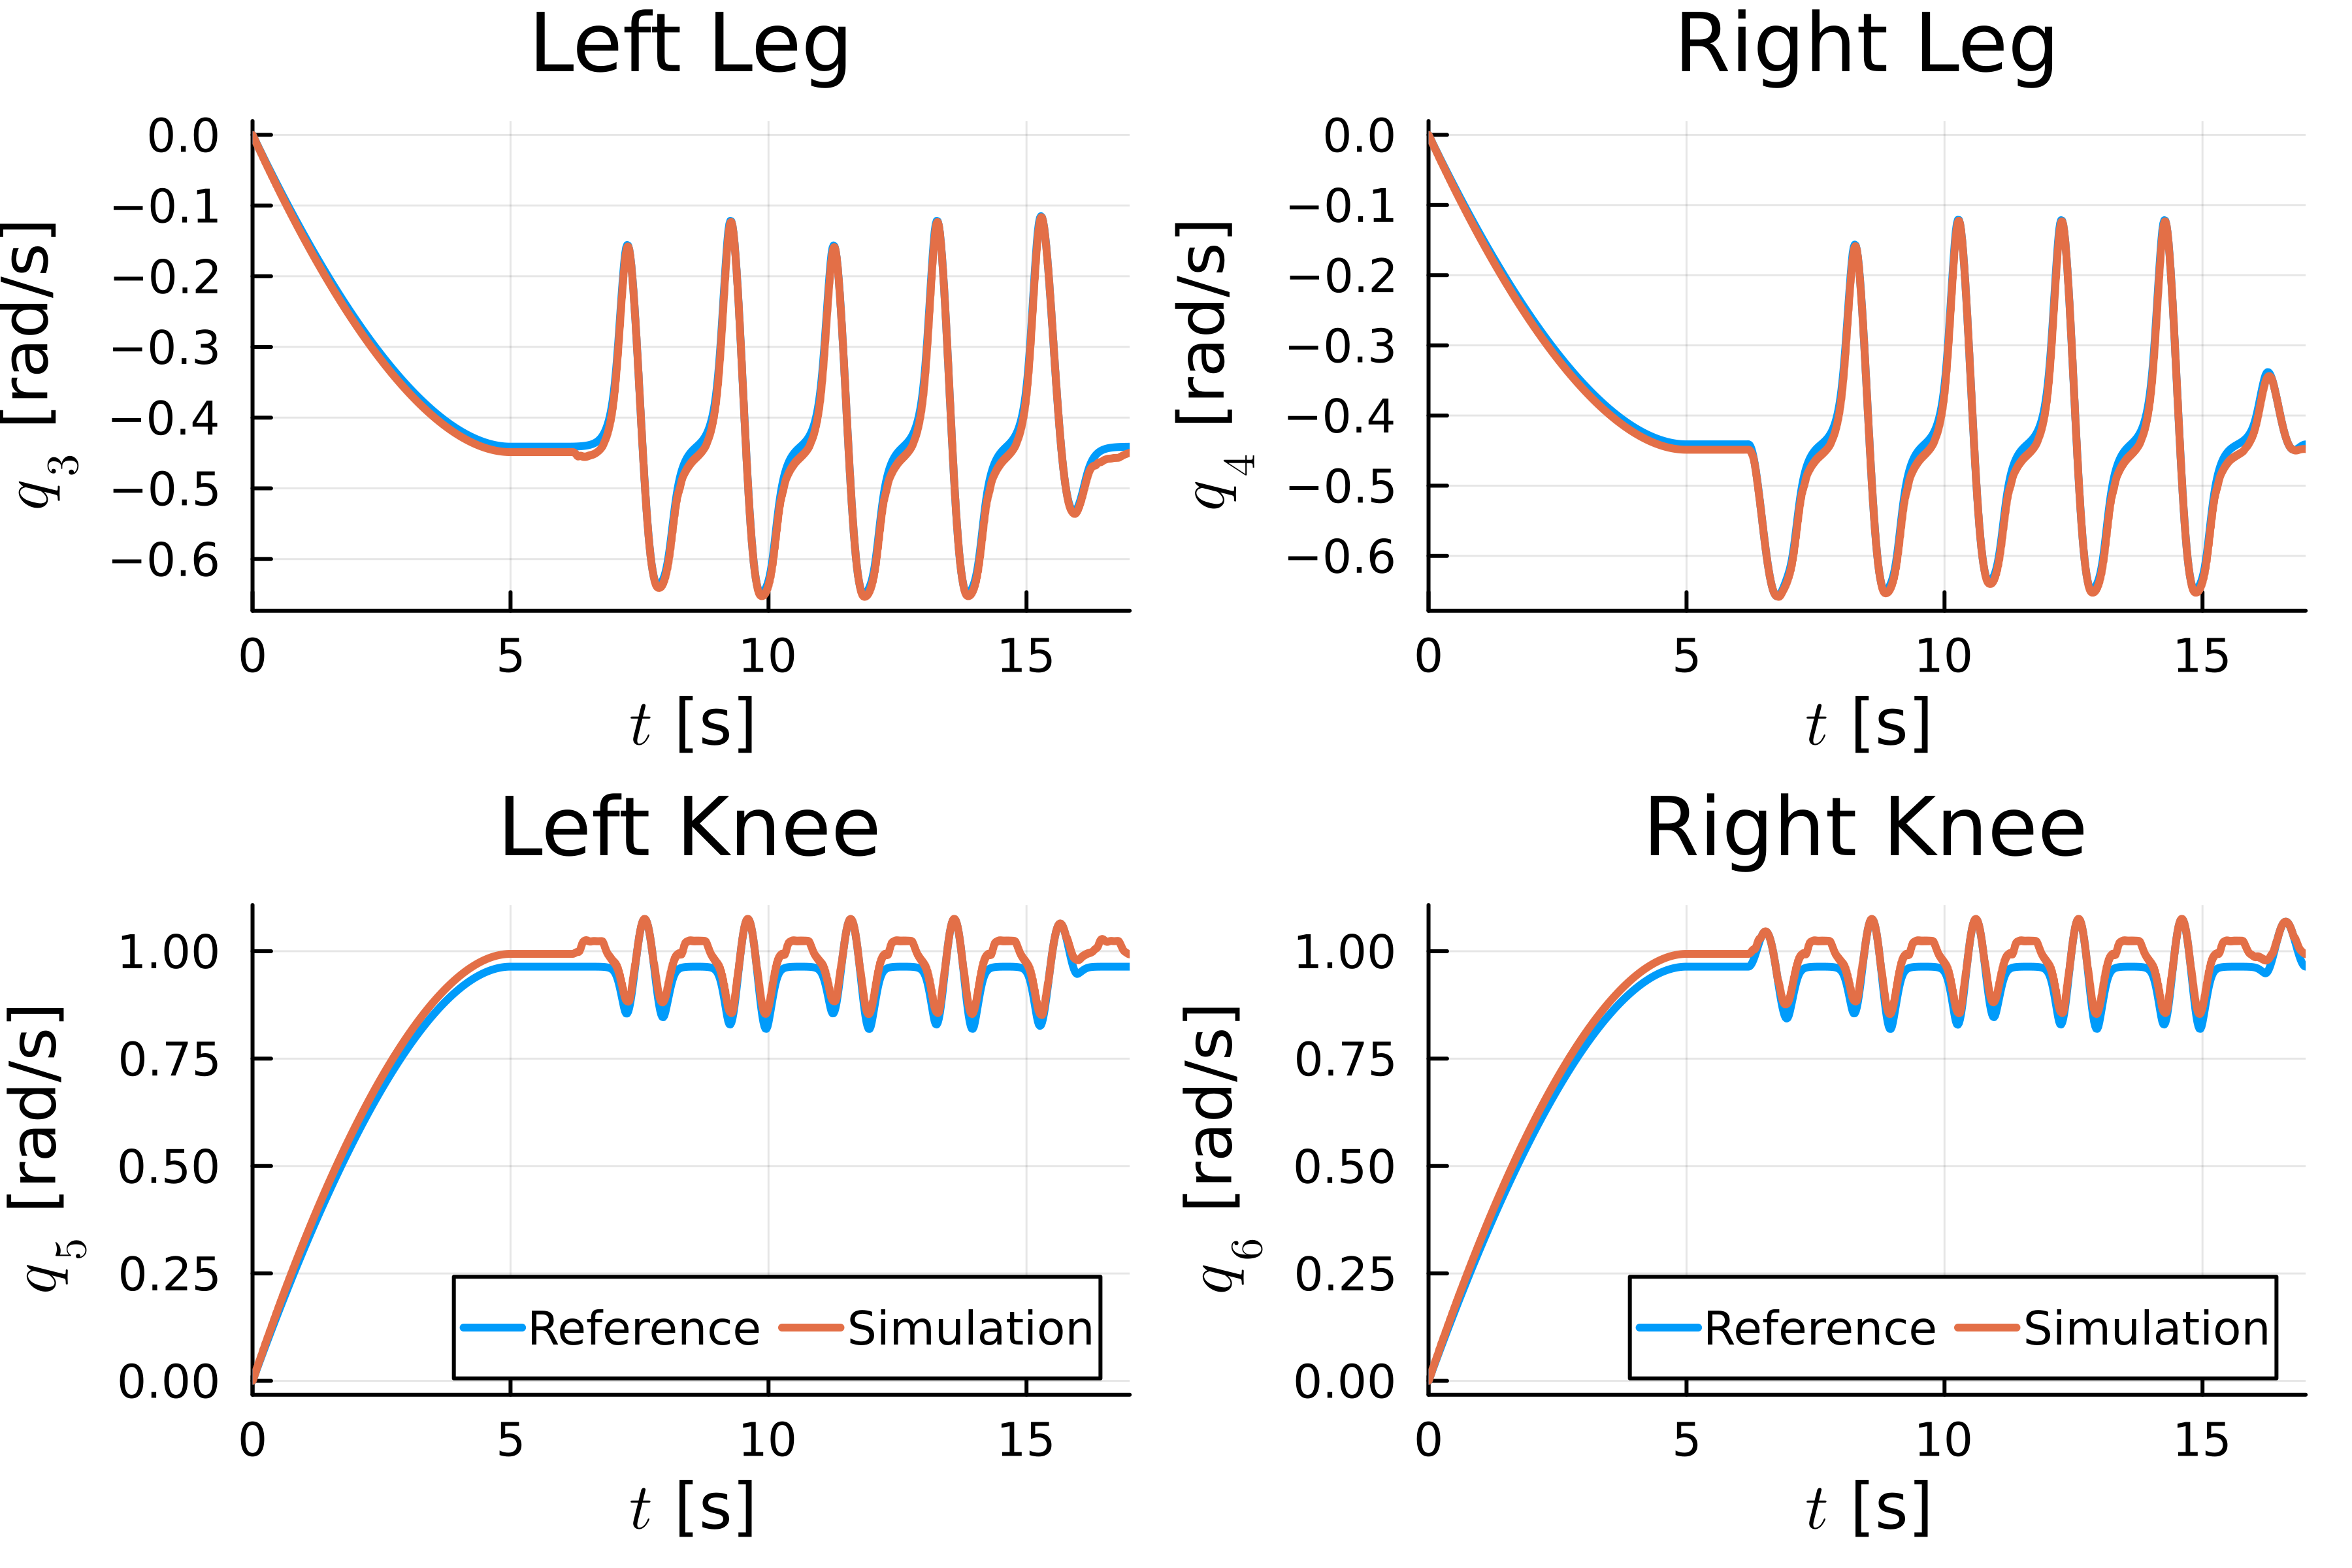 Left Leg
q3 [rad/s]
0.0
−0.1
−0.2
−0.3
−0.4
−0.5
−0.6
0 5 10 15
t [s]
Right Leg
q4 [rad/s]
0.0
−0.1
−0.2
−0.3
−0.4
−0.5
−0.6
0 5 10 15
t [s]
Left Knee
q5 [rad/s]
1.00
0.75
0.50
0.25
0.00
Reference Simulation
0 5 10 15
t [s]
Right Knee
q6 [rad/s]
1.00
0.75
0.50
0.25
0.00
Reference Simulation
0 5 10 15
t [s]